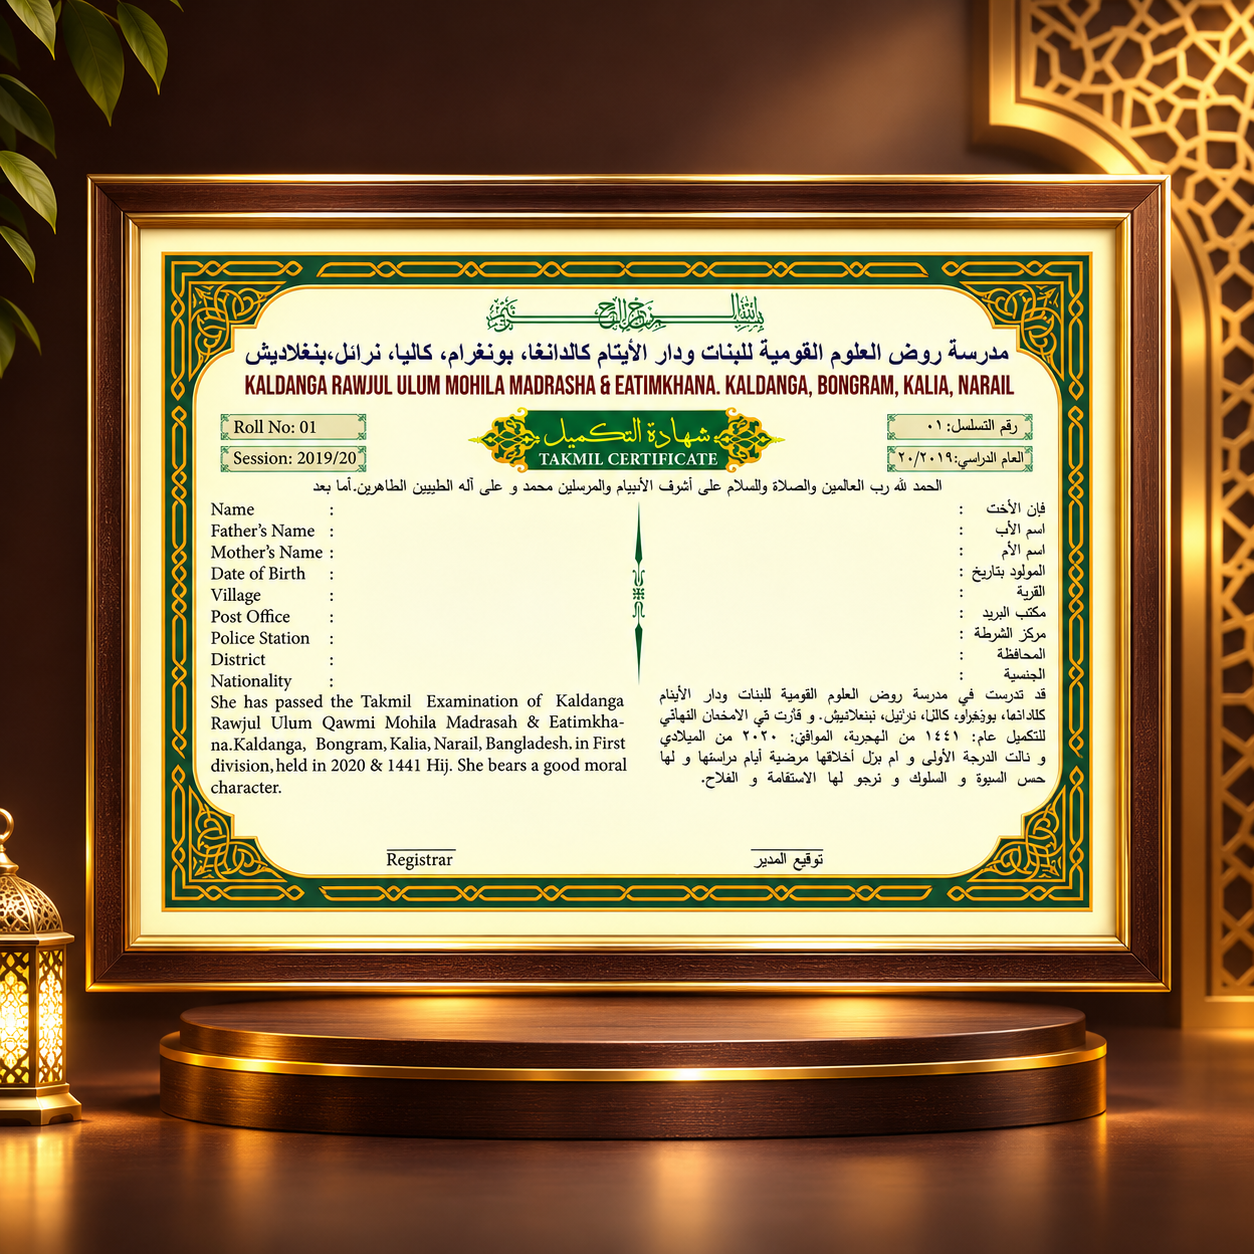 مدرسة روض العلوم القومية للبنات ودار الأيتام كالدانغا، بونغرام، كاليا، نرائل،بنغلاديش
KALDANGA RAWJUL ULUM MOHILA MADRASHA & EATIMKHANA. KALDANGA, BONGRAM, KALIA, NARAIL
Roll No: 01
Session: 2019/20
شهادة التكميل
TAKMIL CERTIFICATE
رقم التسلسل: ٠١
العام الدراسي:٢٠/٢٠١٩
الحمد لله رب العالمين والصلاة والسلام على أشرف الأنبيام والمرسلين محمد و على آله الطيبين الطاهرين.أما بعد
Name :
Father's Name :
Mother's Name :
Date of Birth :
Village :
Post Office :
Police Station :
District :
Nationality :
She has passed the Takmil Examination of Kaldanga
Rawjul Ulum Qawmi Mohila Madrasah & Eatimkha-
na.Kaldanga, Bongram, Kalia, Narail, Bangladesh. in First
division,held in 2020 & 1441 Hij. She bears a good moral
character.
فإن الأخت :
اسم الأب :
اسم الأم :
المولود بتاريخ :
القرية :
مكتب البريد :
مركز الشرطة :
المحافظة :
الجنسية :
قد تدرست في مدرسة روض العلوم القومية للبنات ودار الأيتام
للتكميل عام: ١٤٤١ من الهجرية، الموافق: ٢٠٢٠ من الميلادي
و نالت الدرجة الأولى و ام بزل أخلاقها مرضية أيام دراستها و لها
حس السيوة و السلوك و نرجو لها الاستقامة و الفلاح.
Registrar
توقيع المدير